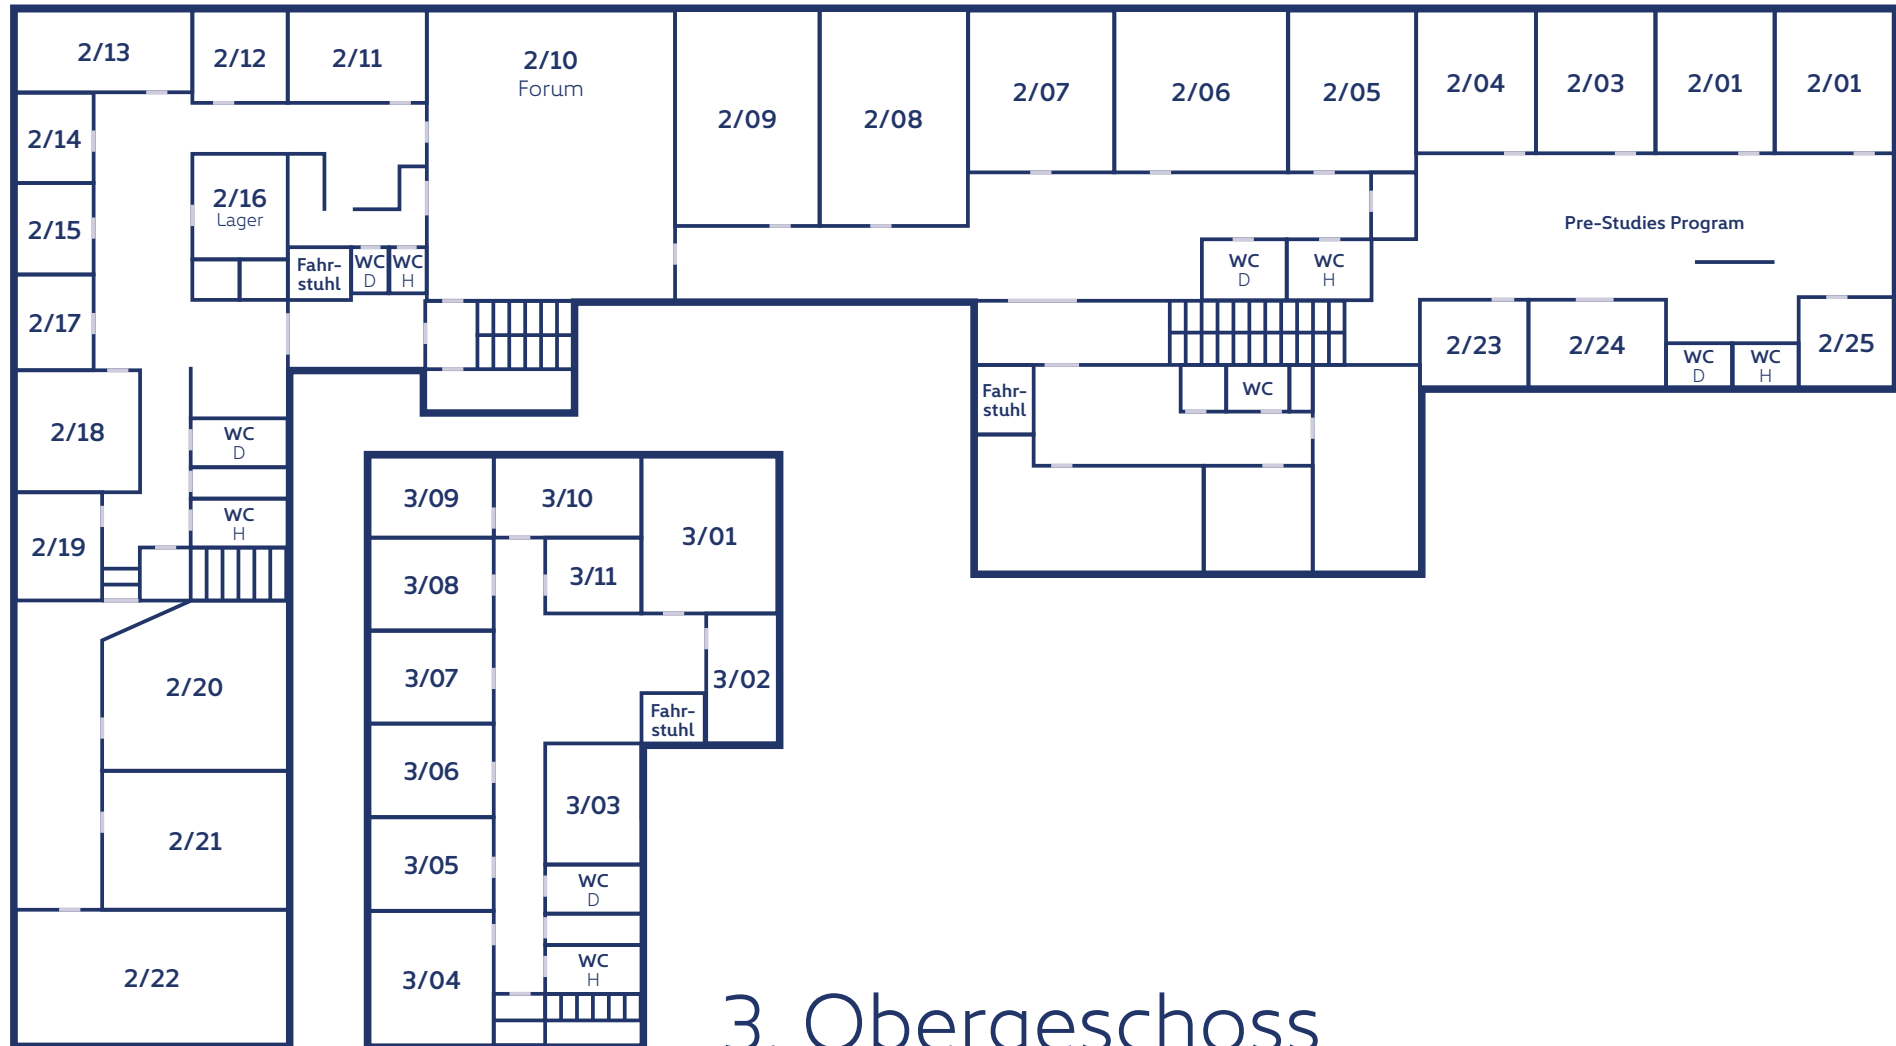 2/13
2/12
2/11
2/10
Forum
2/09
2/08
2/07
2/06
2/05
2/04
2/03
2/01
2/01
2/14
2/15
2/16
Lager
2/17
Fahr-
stuhl
WC
D
WC
H
WC
D
WC
H
Pre-Studies Program
2/23
2/24
WC
D
WC
H
2/25
Fahr-
stuhl
WC
2/18
WC
D
WC
H
2/19
2/20
2/21
2/22
3/09
3/10
3/01
3/08
3/11
3/07
3/02
Fahr-
stuhl
3/06
3/03
3/05
WC
D
WC
H
3/04
3. Obergeschoss